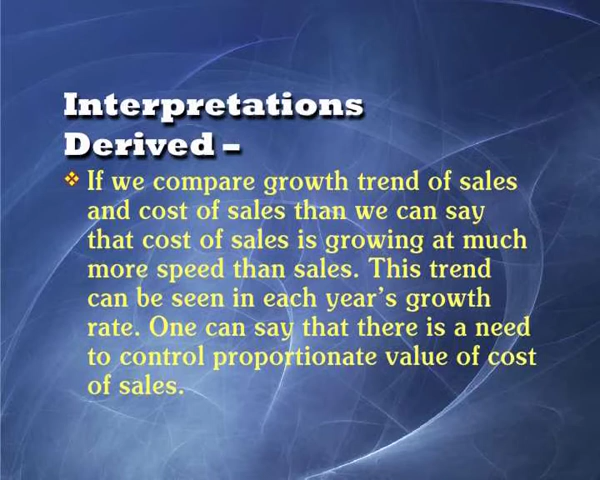 Interpretations
Derived –
If we compare growth trend of sales
and cost of sales than we can say
that cost of sales is growing at much
more speed than sales. This trend
can be seen in each year's growth
rate. One can say that there is a need
to control proportionate value of cost
of sales.